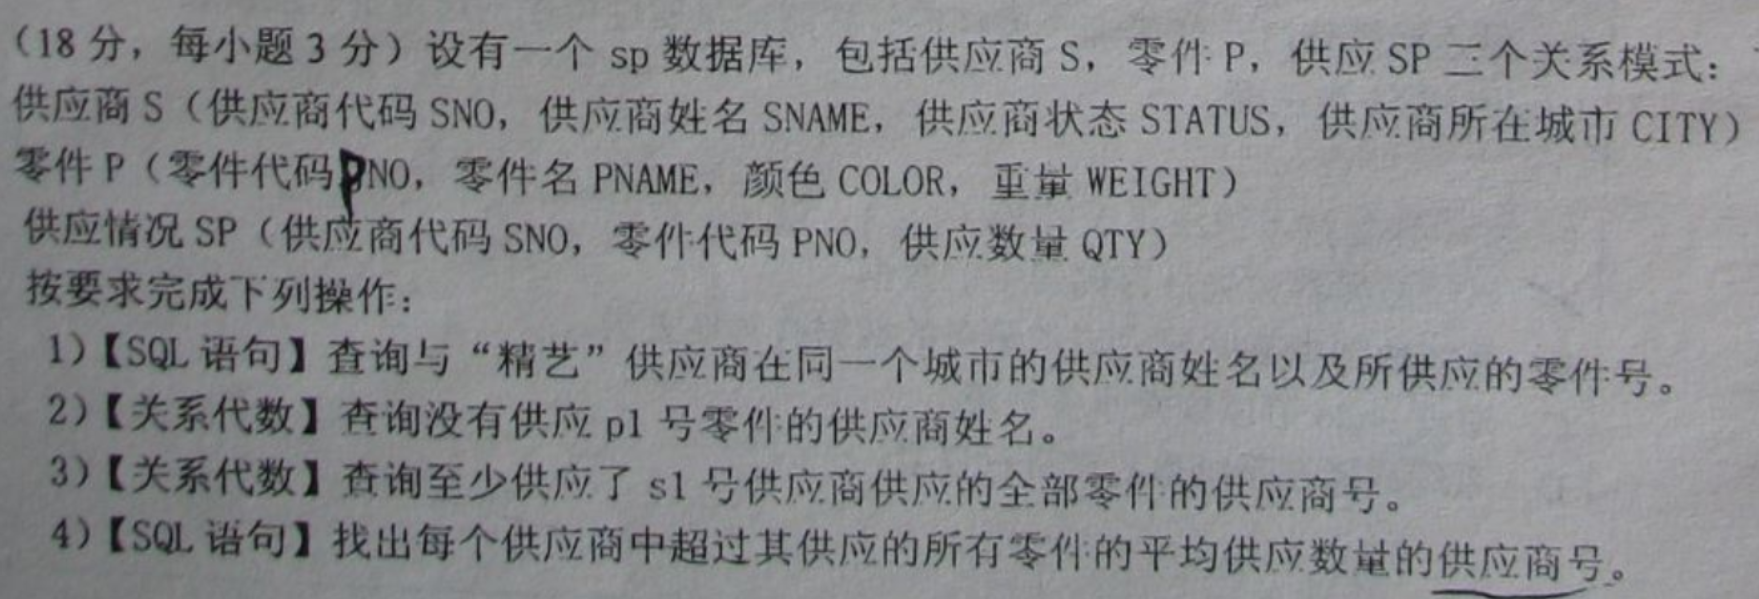 （18 分，每小题 3 分）设有一个 sp 数据库，包括供应商 S，零件 P，供应 SP 三个关系模式：
供应商 S（供应商代码 SNO，供应商姓名 SNAME，供应商状态 STATUS，供应商所在城市 CITY）
零件 P（零件代码 PNO，零件名 PNAME，颜色 COLOR，重量 WEIGHT）
供应情况 SP（供应商代码 SNO，零件代码 PNO，供应数量 QTY）
按要求完成下列操作：
1)【SQL 语句】查询与“精艺”供应商在同一个城市的供应商姓名以及所供应的零件号。
2)【关系代数】查询没有供应 p1 号零件的供应商姓名。
3)【关系代数】查询至少供应了 s1 号供应商供应的全部零件的供应商号。
4)【SQL 语句】找出每个供应商中超过其供应的所有零件的平均供应数量的供应商号。